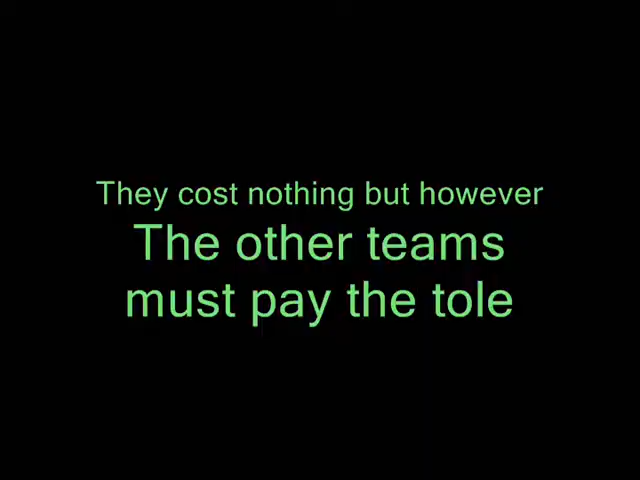 They cost nothing but however
The other teams
must pay the tole